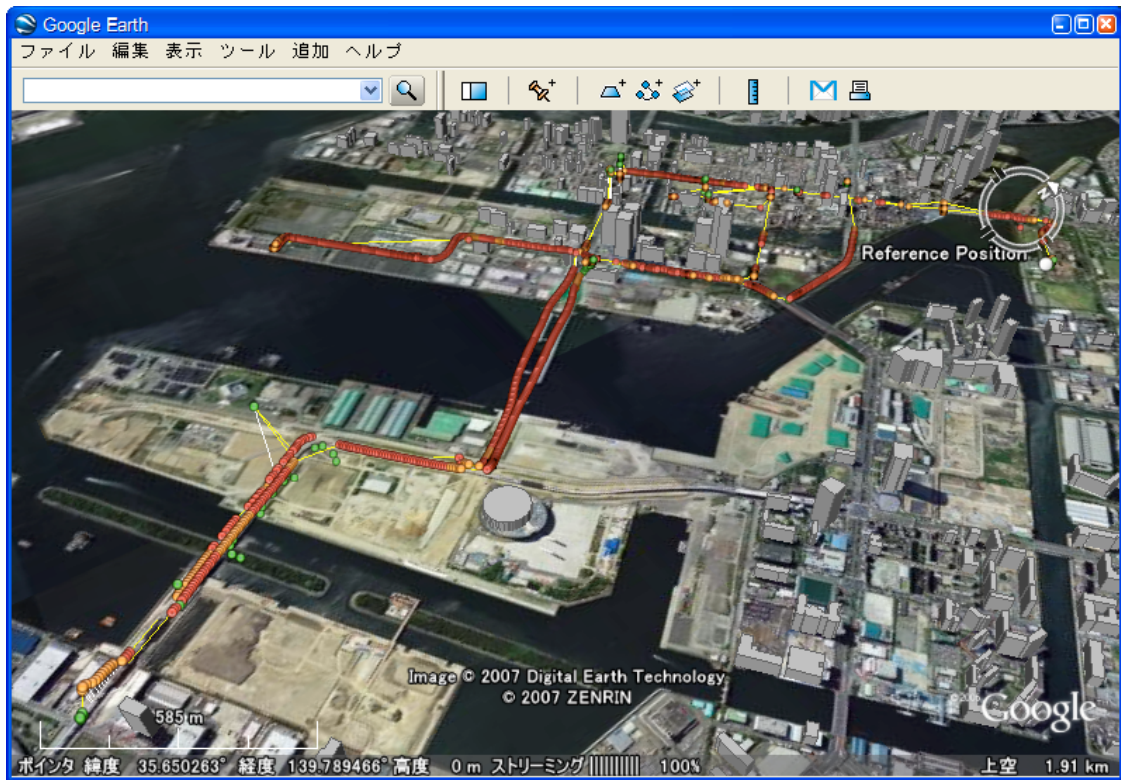 Google Earth
ファイル 編集 表示 ツール 追加 ヘルプ
N
Reference Position
Image © 2007 Digital Earth Technology
© 2007 ZENRIN
Google
585 m
ポインタ 緯度 35.650263° 経度 139.789466° 高度 0 m ストリーミング 100% 上空 1.91 km